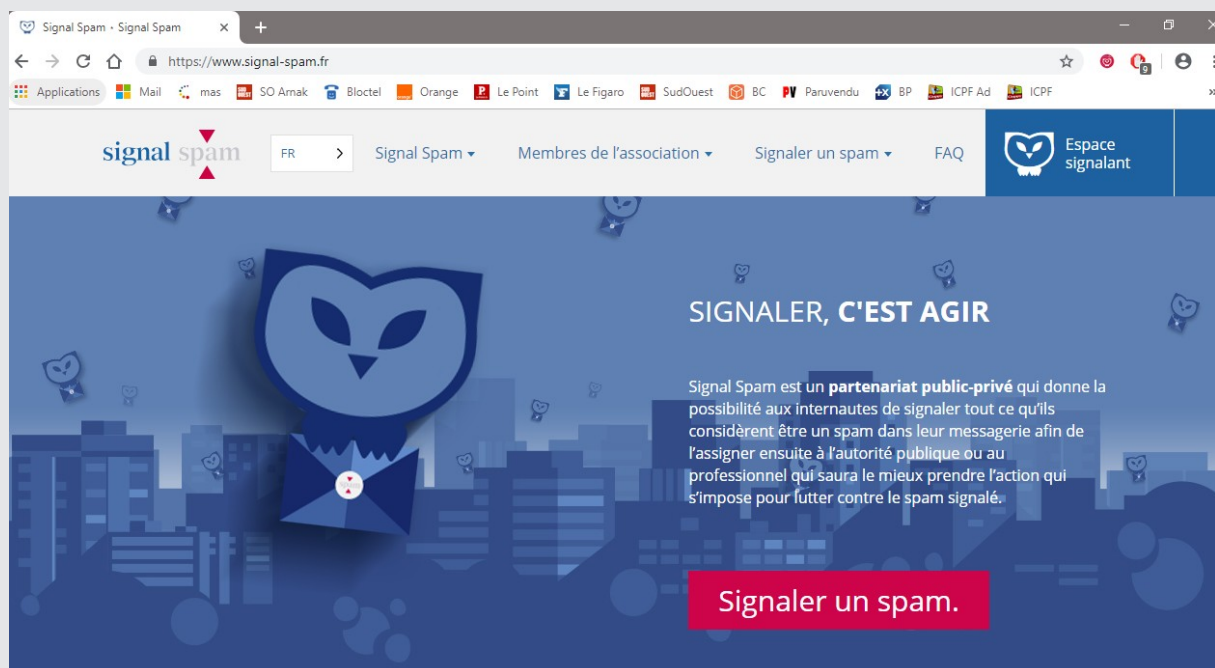 Signal Spam • Signal Spam
https://www.signal-spam.fr
9
Applications Mail mas SO Amak Bloctel Orange Le Point Le Figaro SudOuest BC Paruvendu BP ICPF Ad ICPF
signal spam FR Signal Spam Membres de l'association Signaler un spam FAQ Espace
signalant
SIGNALER, C'EST AGIR
Signal Spam est un partenariat public-privé qui donne la
possibilité aux internautes de signaler tout ce qu'ils
considèrent être un spam dans leur messagerie afin de
l'assigner ensuite à l'autorité publique ou au
professionnel qui saura le mieux prendre l'action qui
s'impose pour lutter contre le spam signalé.
Signaler un spam.